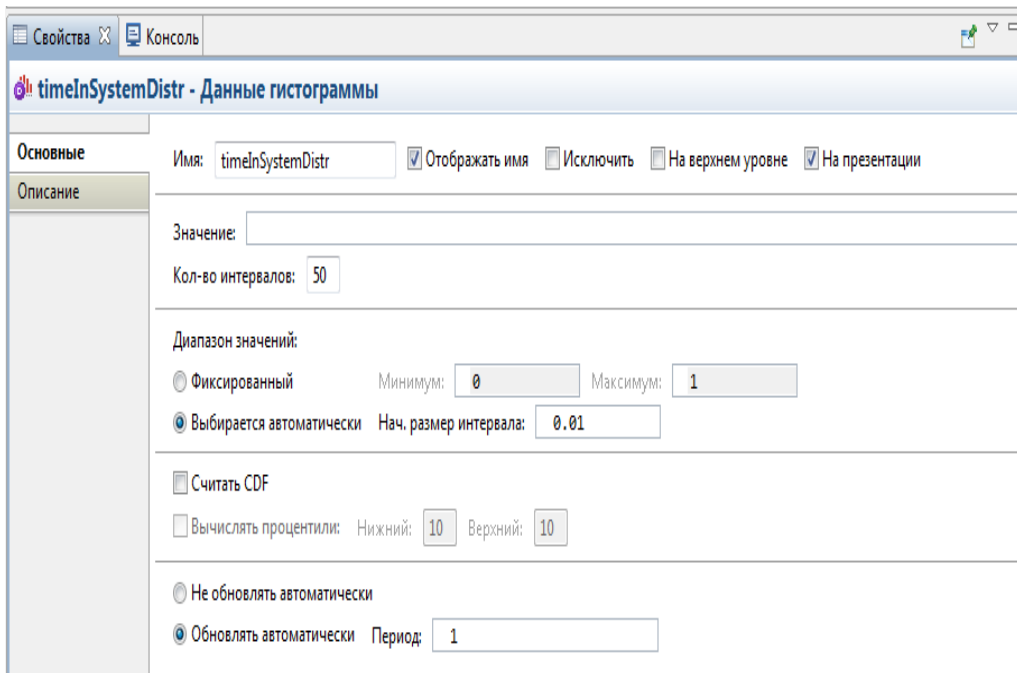 Свойства Консоль
timeInSystemDistr - Данные гистограммы
Основные
Описание
Имя: timeInSystemDistr Отображать имя Исключить На верхнем уровне На презентации
Значение:
Кол-во интервалов: 50
Диапазон значений:
Фиксированный Минимум: 0 Максимум: 1
Выбирается автоматически Нач. размер интервала: 0.01
Считать CDF
Вычислять процентили: Нижний: 10 Верхний: 10
Не обновлять автоматически
Обновлять автоматически Период: 1